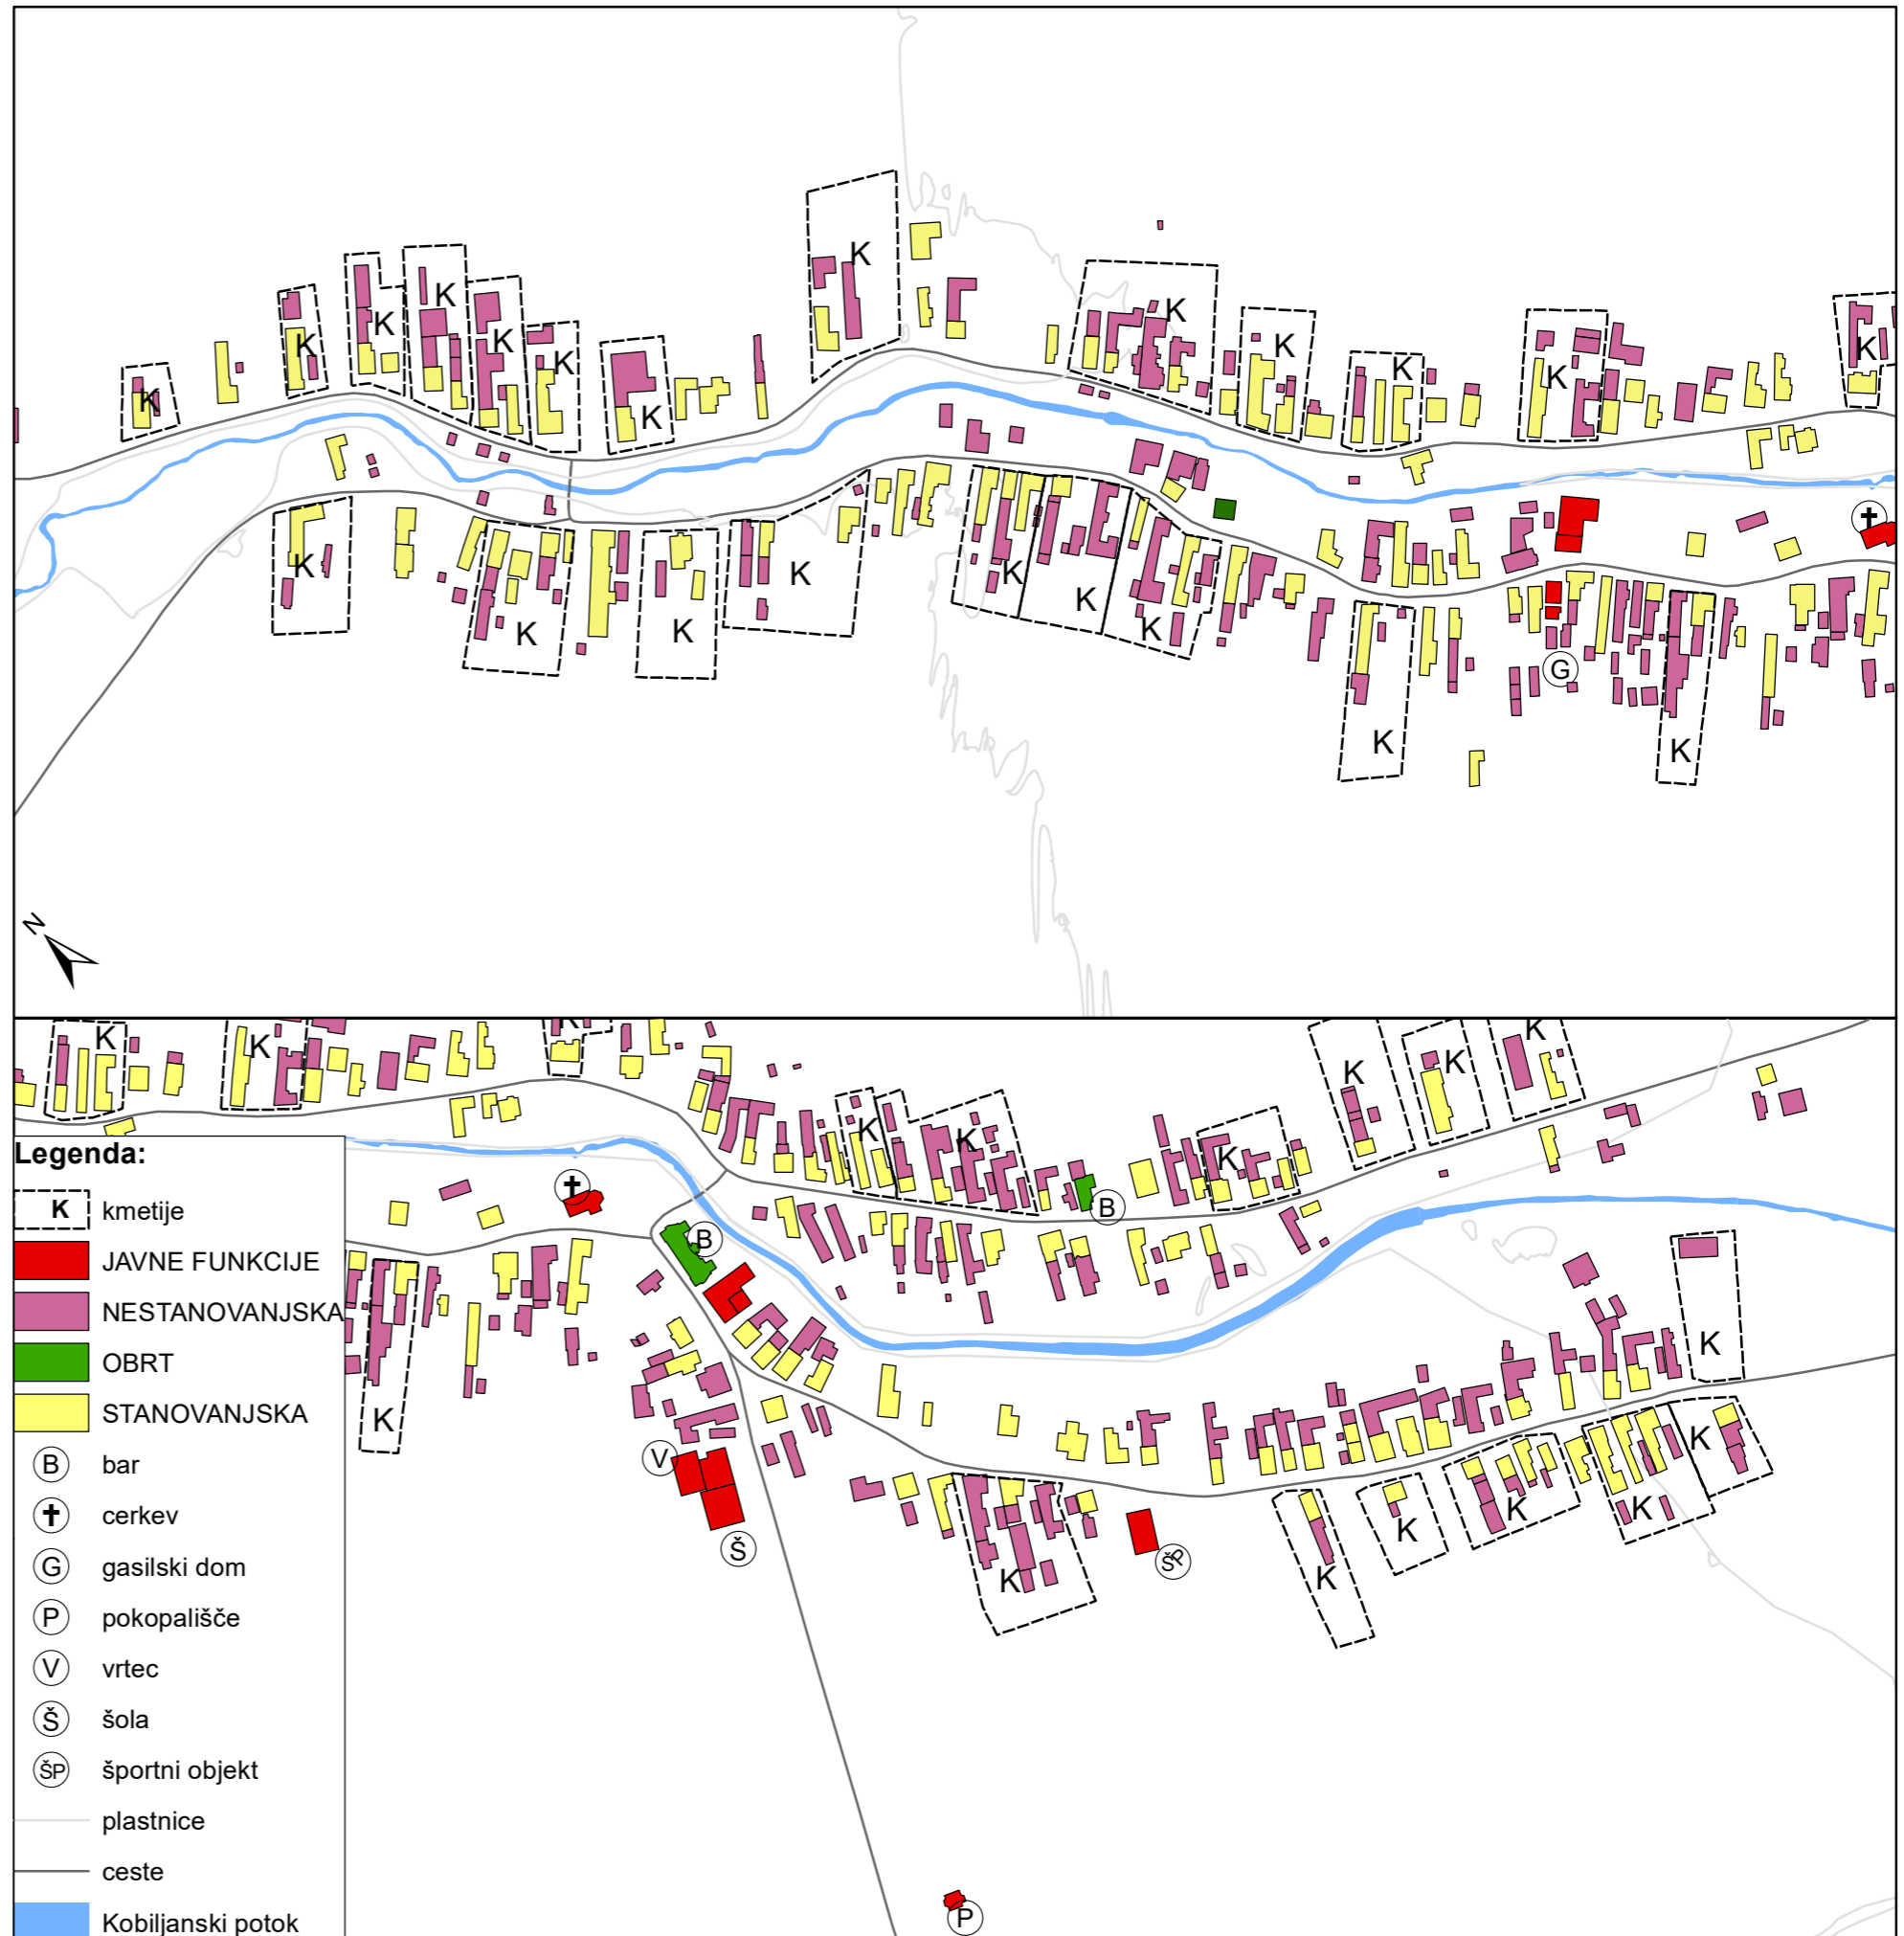 K K K K K K K K K K K K K
K K K K K K K K K K
G
N
K K K K K K K K K
B
B
K
K
V
Š
K
ŠP
K K K K K
P
Legenda:
K kmetije
JAVNE FUNKCIJE
NESTANOVANJSKA
OBRT
STANOVANJSKA
B bar
✝ cerkev
G gasilski dom
P pokopališče
V vrtec
Š šola
ŠP športni objekt
plastnice
ceste
Kobiljanski potok